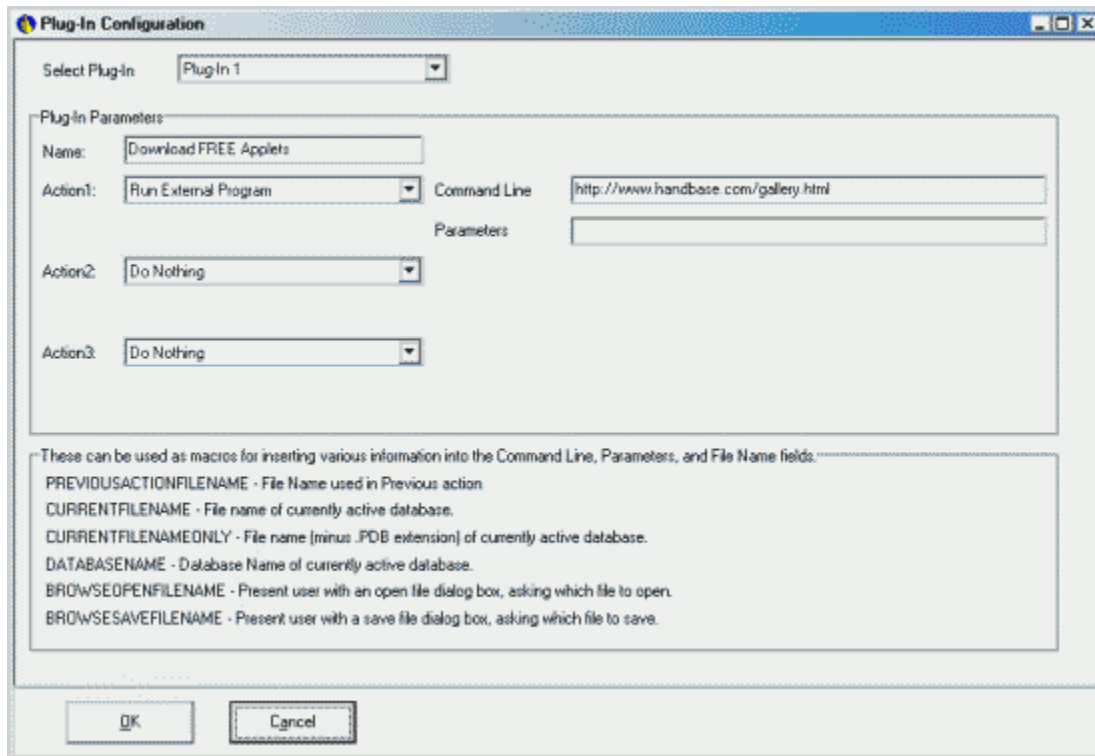 Plug-In Configuration
Select Plug-In Plug-In 1
Plug-In Parameters
Name: Download FREE Applets
Action1: Run External Program Command Line http://www.handbase.com/gallery.html
Parameters
Action2: Do Nothing
Action3: Do Nothing
These can be used as macros for inserting various information into the Command Line, Parameters, and File Name fields.
PREVIOUSACTIONFILENAME - File Name used in Previous action
CURRENTFILENAME - File name of currently active database.
CURRENTFILENAMEONLY - File name (minus .PDB extension) of currently active database.
DATABASENAME - Database Name of currently active database.
BROWSEOPENFILENAME - Present user with an open file dialog box, asking which file to open.
BROWSESAVEFILENAME - Present user with a save file dialog box, asking which file to save.
OK Cancel